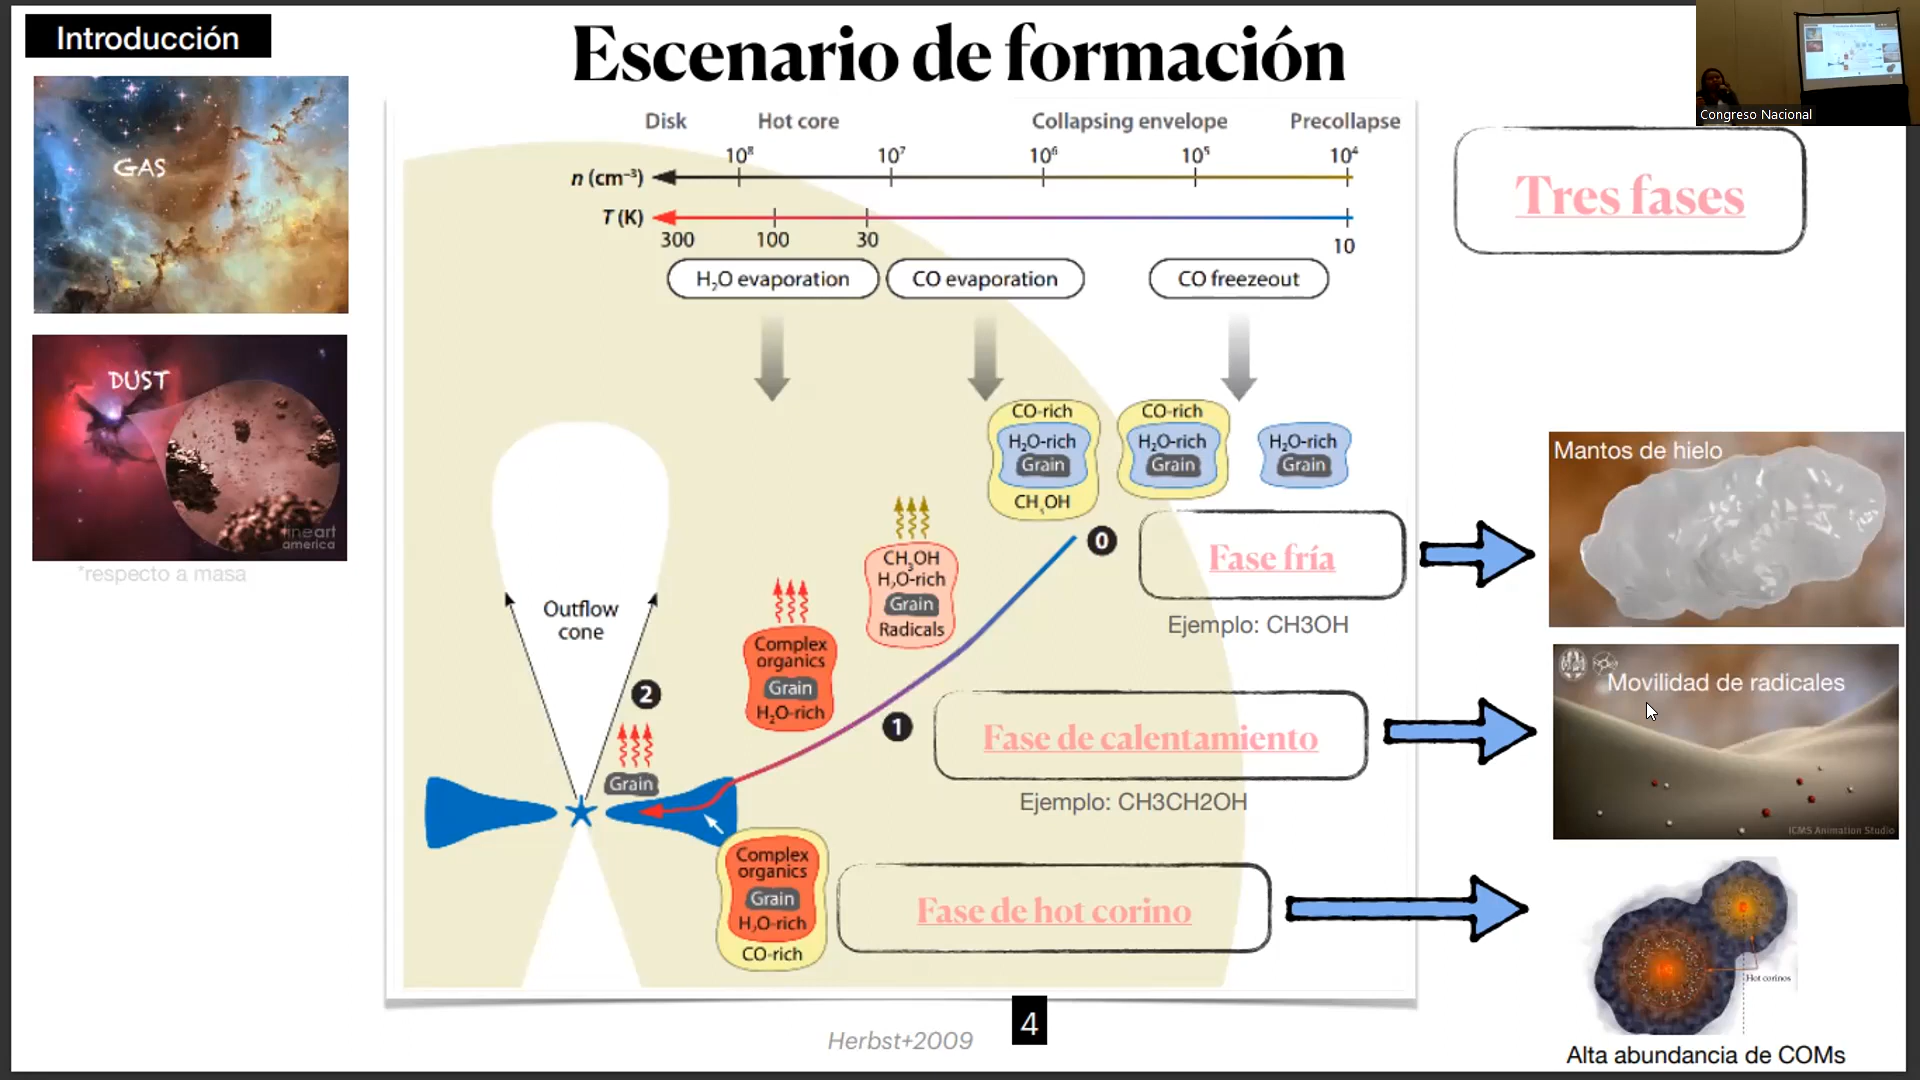 Introducción
Escenario de formación
Congreso Nacional
GAS
DUST
fineart
america
*respecto a masa
Disk Hot core Collapsing envelope Precollapse
10⁸ 10⁷ 10⁶ 10⁵ 10⁴
n (cm⁻³)
T (K)
300 100 30 10
H₂O evaporation
CO evaporation
CO freezeout
Tres fases
CO-rich
H₂O-rich
Grain
CH₃OH
CO-rich
H₂O-rich
Grain
H₂O-rich
Grain
0
Fase fría
Ejemplo: CH3OH
Mantos de hielo
CH₃OH
H₂O-rich
Grain
Radicals
Complex
organics
Grain
H₂O-rich
Outflow
cone
2
1
Grain
Fase de calentamiento
Ejemplo: CH3CH2OH
Movilidad de radicales
ICMS Animation Studio
Complex
organics
Grain
H₂O-rich
CO-rich
Fase de hot corino
Hot corinos
Alta abundancia de COMs
Herbst+2009
4